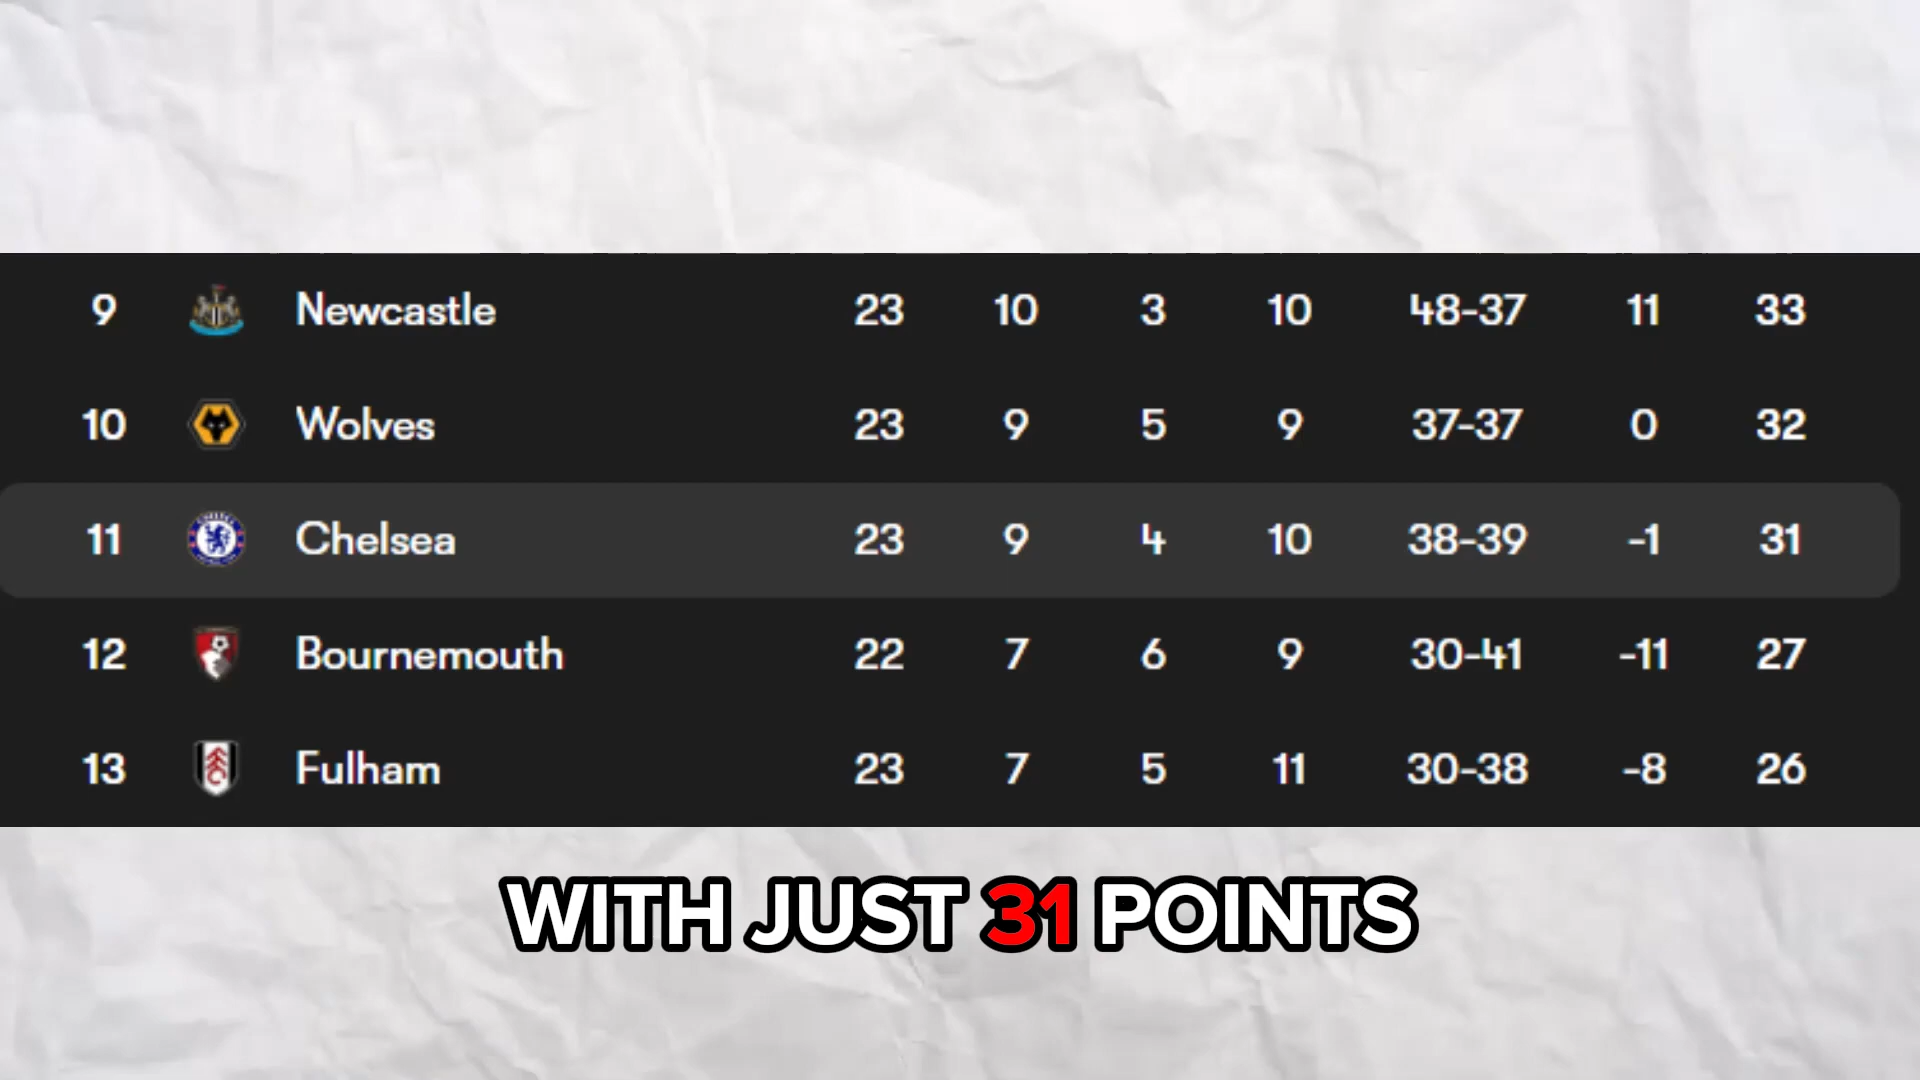 9 Newcastle 23 10 3 10 48-37 11 33
10 Wolves 23 9 5 9 37-37 0 32
11 Chelsea 23 9 4 10 38-39 -1 31
12 Bournemouth 22 7 6 9 30-41 -11 27
13 Fulham 23 7 5 11 30-38 -8 26
WITH JUST 31 POINTS